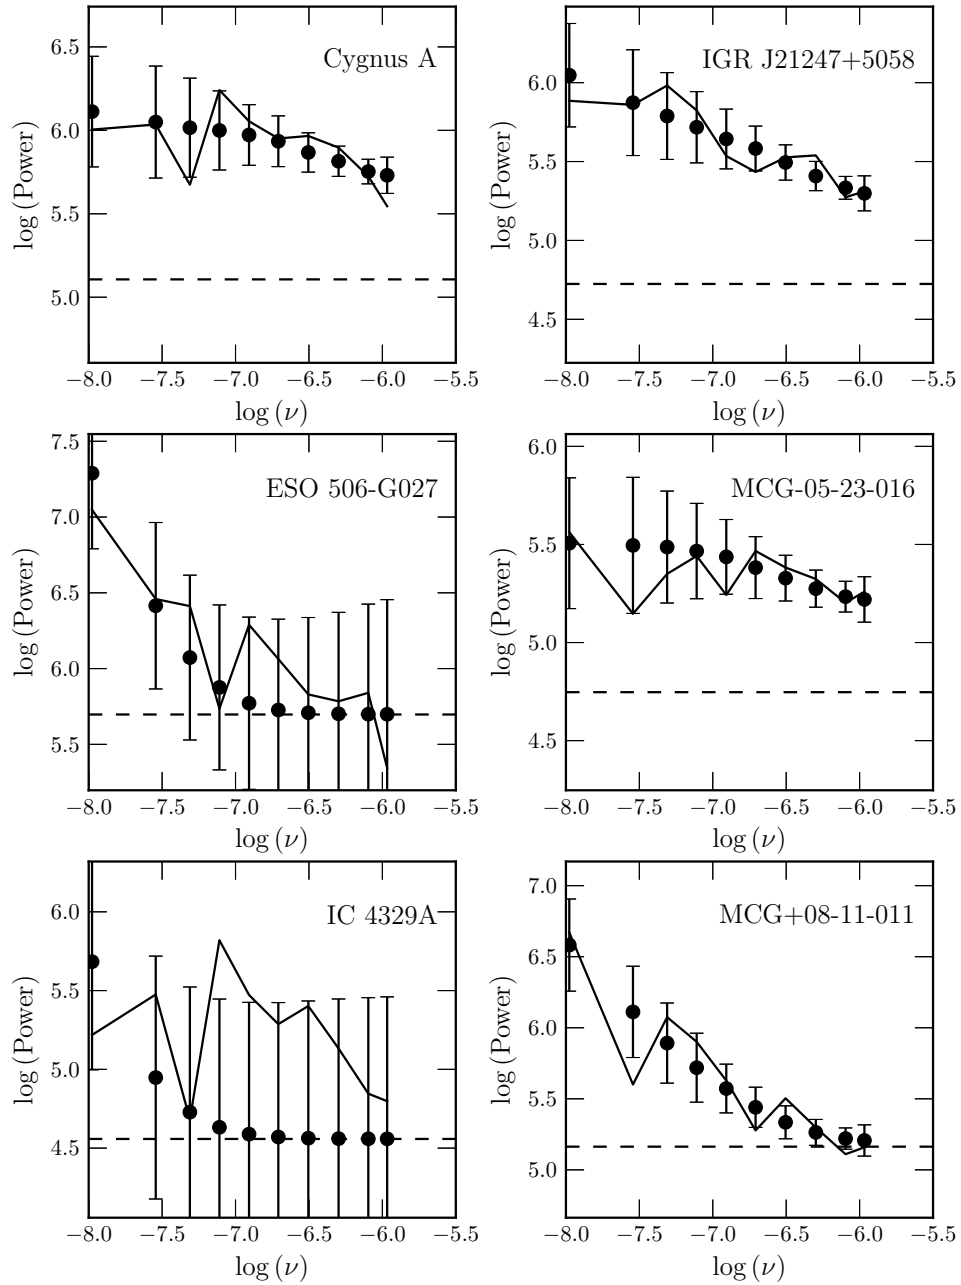 Cygnus A
log (Power)
6.5
6.0
5.5
5.0
−8.0 −7.5 −7.0 −6.5 −6.0 −5.5
log (ν)
IGR J21247+5058
log (Power)
6.0
5.5
5.0
4.5
−8.0 −7.5 −7.0 −6.5 −6.0 −5.5
log (ν)
ESO 506-G027
log (Power)
7.5
7.0
6.5
6.0
5.5
−8.0 −7.5 −7.0 −6.5 −6.0 −5.5
log (ν)
MCG-05-23-016
log (Power)
6.0
5.5
5.0
4.5
−8.0 −7.5 −7.0 −6.5 −6.0 −5.5
log (ν)
IC 4329A
log (Power)
6.0
5.5
5.0
4.5
−8.0 −7.5 −7.0 −6.5 −6.0 −5.5
log (ν)
MCG+08-11-011
log (Power)
7.0
6.5
6.0
5.5
5.0
−8.0 −7.5 −7.0 −6.5 −6.0 −5.5
log (ν)